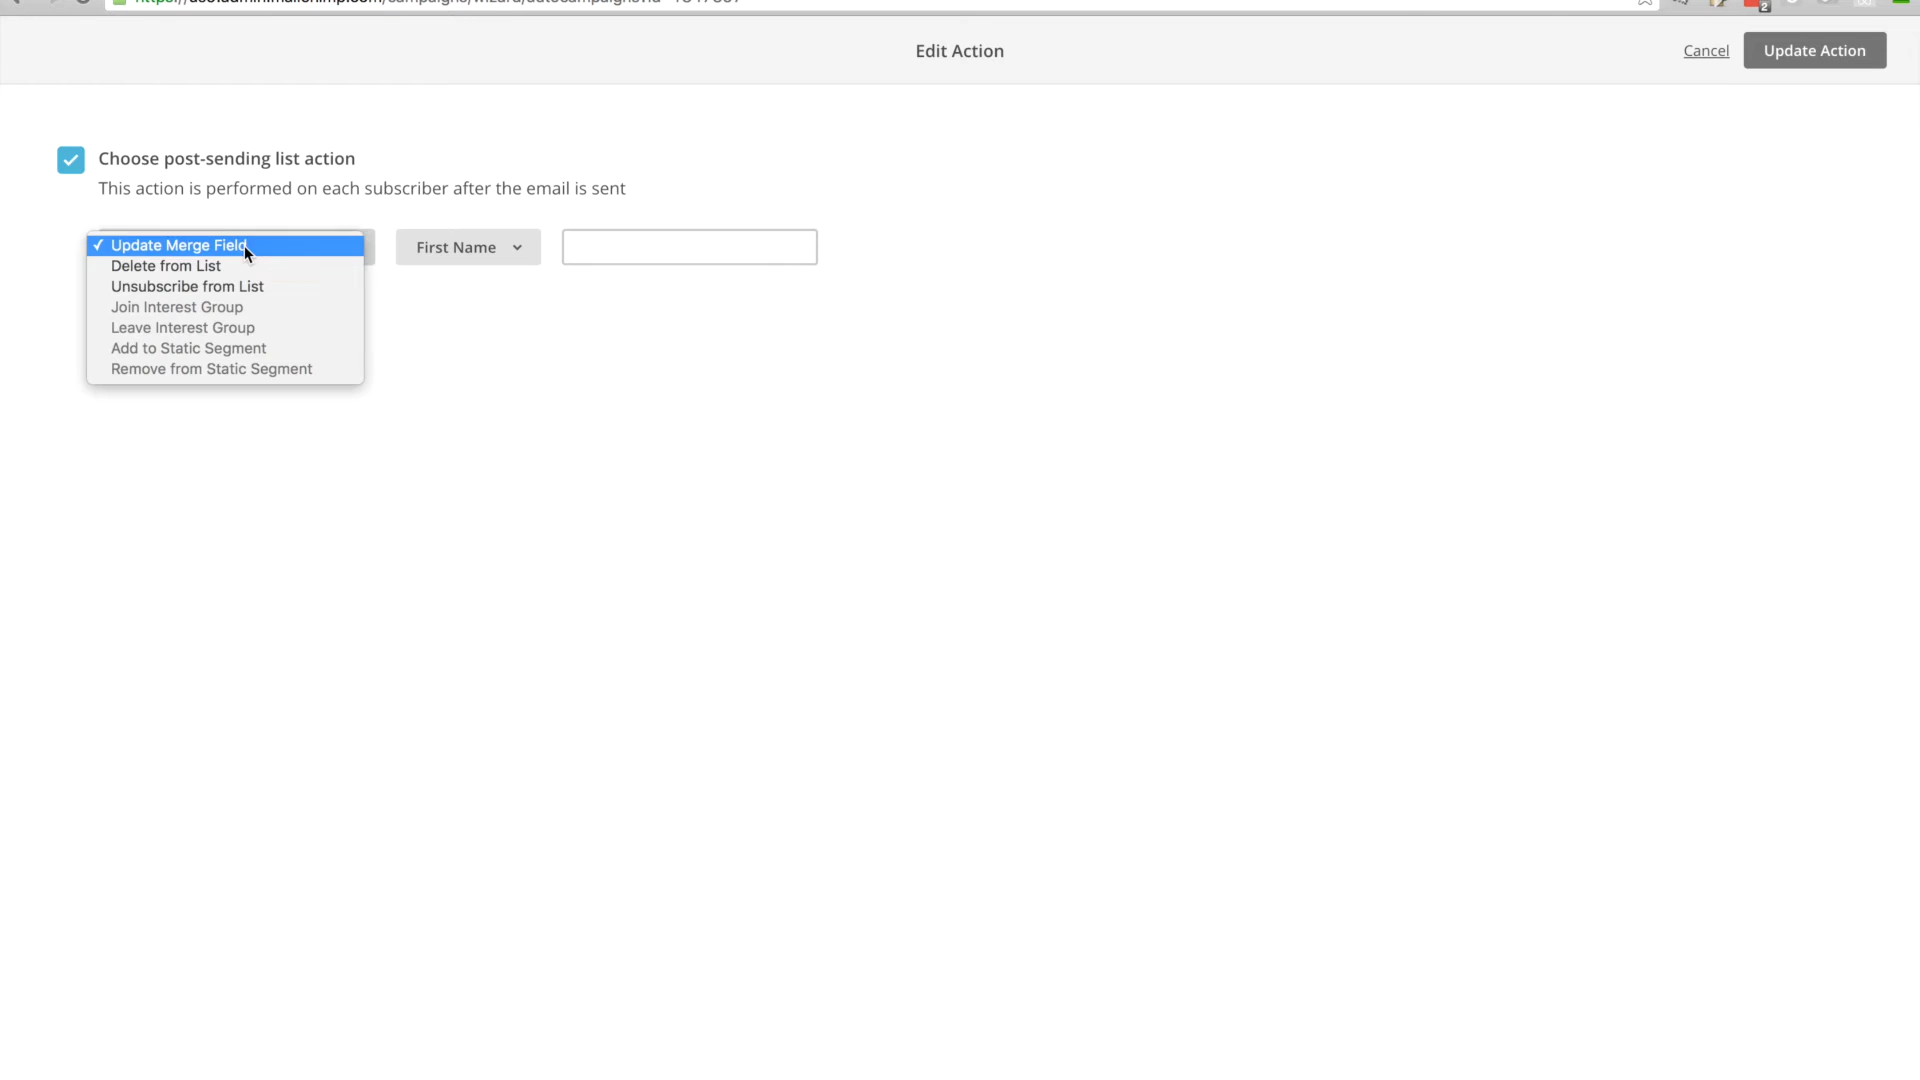 2
Edit Action
Cancel
Update Action
Choose post-sending list action
This action is performed on each subscriber after the email is sent
✓ Update Merge Field
First Name
Delete from List
Unsubscribe from List
Join Interest Group
Leave Interest Group
Add to Static Segment
Remove from Static Segment